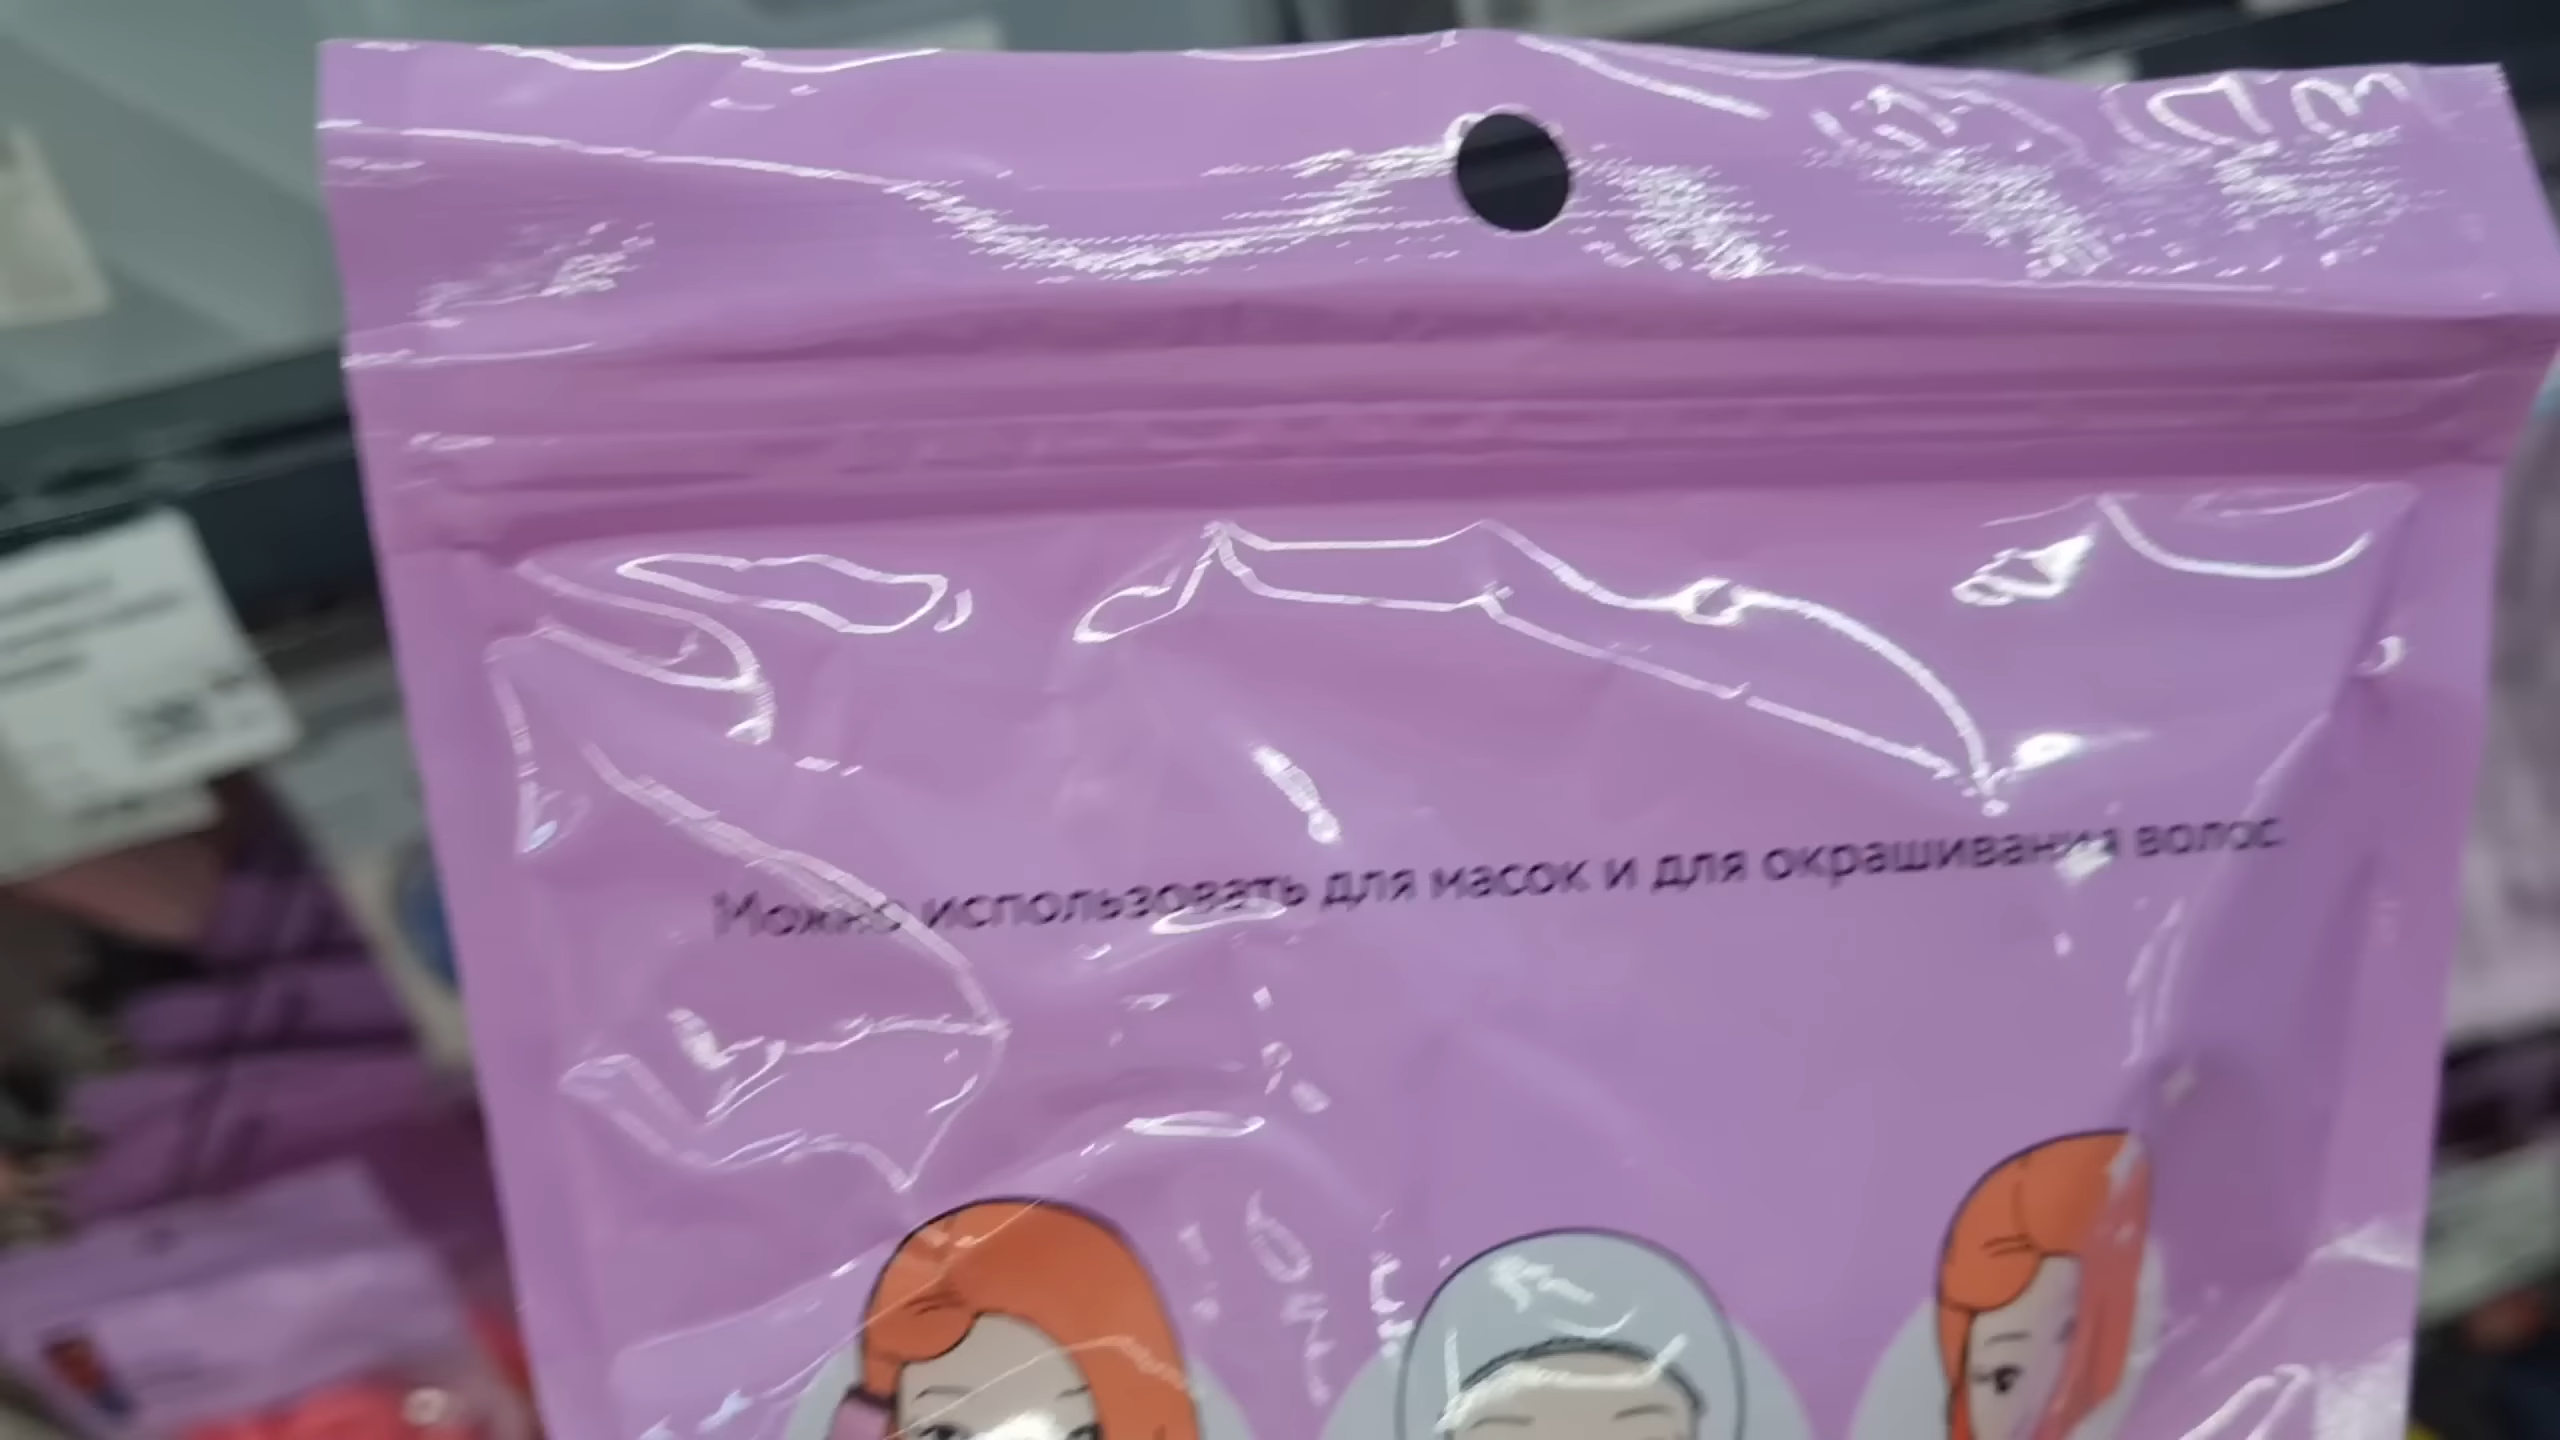 Можно использовать для масок и для окрашивания волос